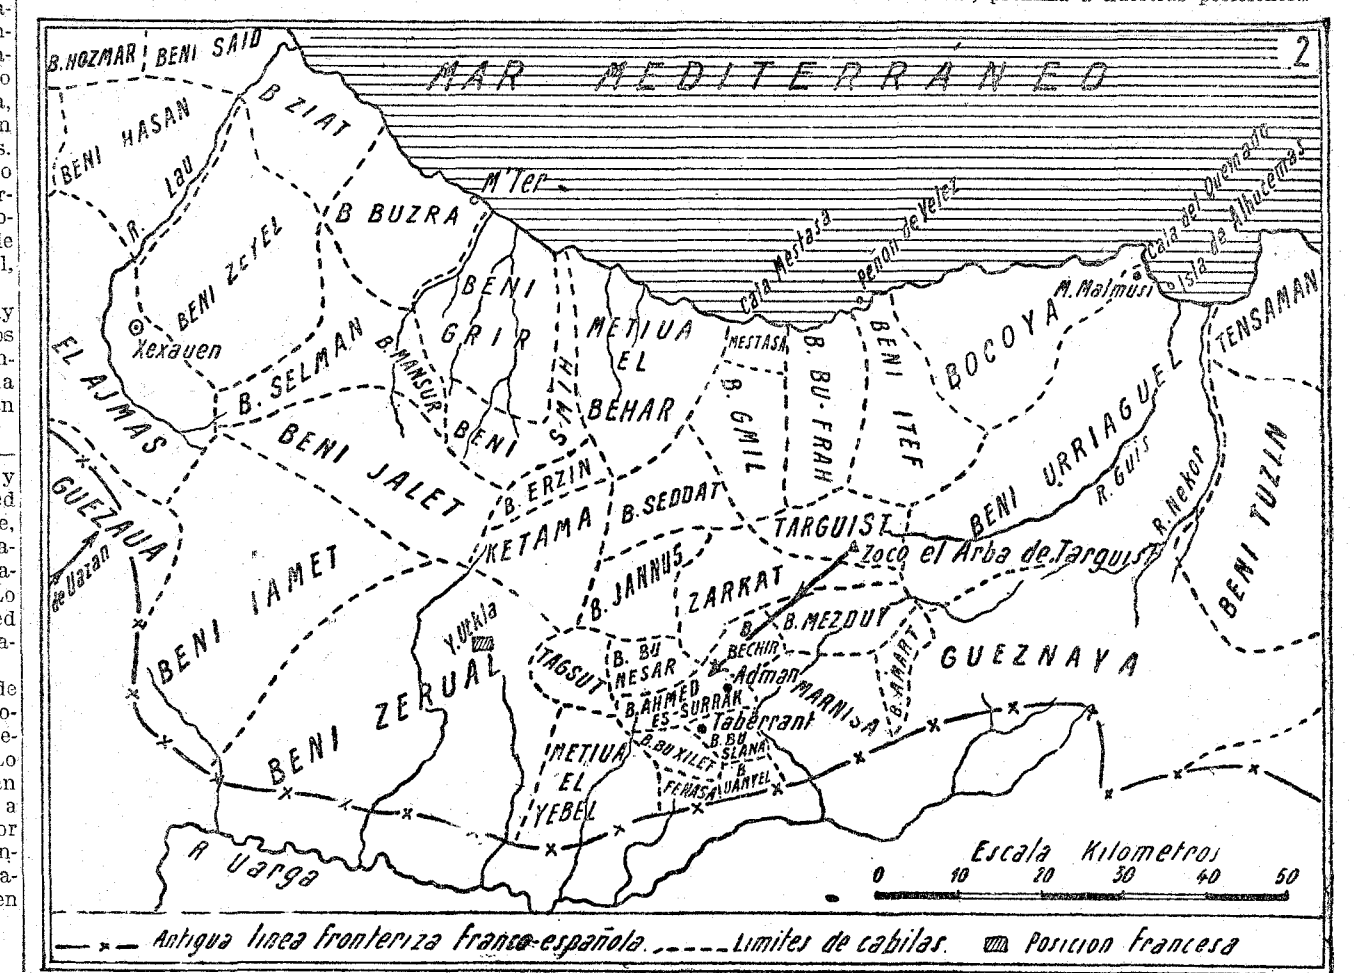 2
MAR MEDITERRÁNEO
B. HOZMAR
BENI SAID
BENI HASAN
B ZIAT
R. Lau
M'Ter
B BUZRA
BENI ZEYEL
Xexauen
EL AJMAS
B. SELMAN
B. MANSUR
BENI
GRIR
BENI
S. MIH
METIUA
EL
BEHAR
Cala Mestasa
Peñon de Velez
Cala del Quemado
Isla de Alhucemas
M. Malmusi
MESTASA
B. GMIL
B. BU-FRAH
BENI ITEF
BOCOYA
BENI URRIAGUEL
R. Guis
R. Nekor
TENSAMAN
BENI TUZIN
GUEZAUA
de Uazan
BENI JALET
B. ERZIN
KETAMA
B. SEDDAT
TARGUIST
Zoco el Arba de Targuist
B. JANNUS
ZARKAT
B. MEZDUY
BENI IAMET
Y. Utkla
BENI ZERUAL
TAGSUT
B. BU
NESAR
B.
BECHIR
Adman
B. AHMED
ES-SURRAK
MARNISA
B. AMART
GUEZNAYA
Taberrant
B. BU XILET
B. BU
SLAMA
METIUA
EL
YEBEL
FENASA
B.
UANYEL
R Uarga
Escala Kilometros
0 10 20 30 40 50
Antigua linea Fronteriza Franco-española.
Limites de cabilas.
Posicion Francesa